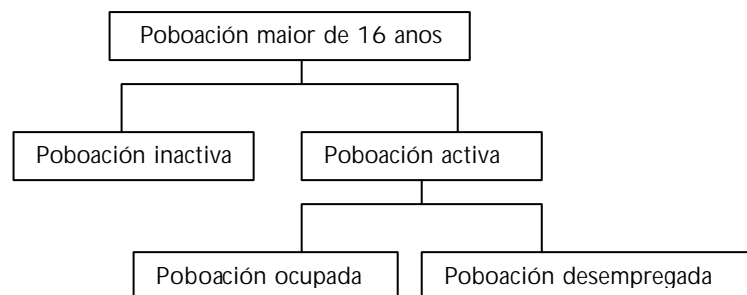 Poboación maior de 16 anos
Poboación inactiva
Poboación activa
Poboación ocupada
Poboación desempregada